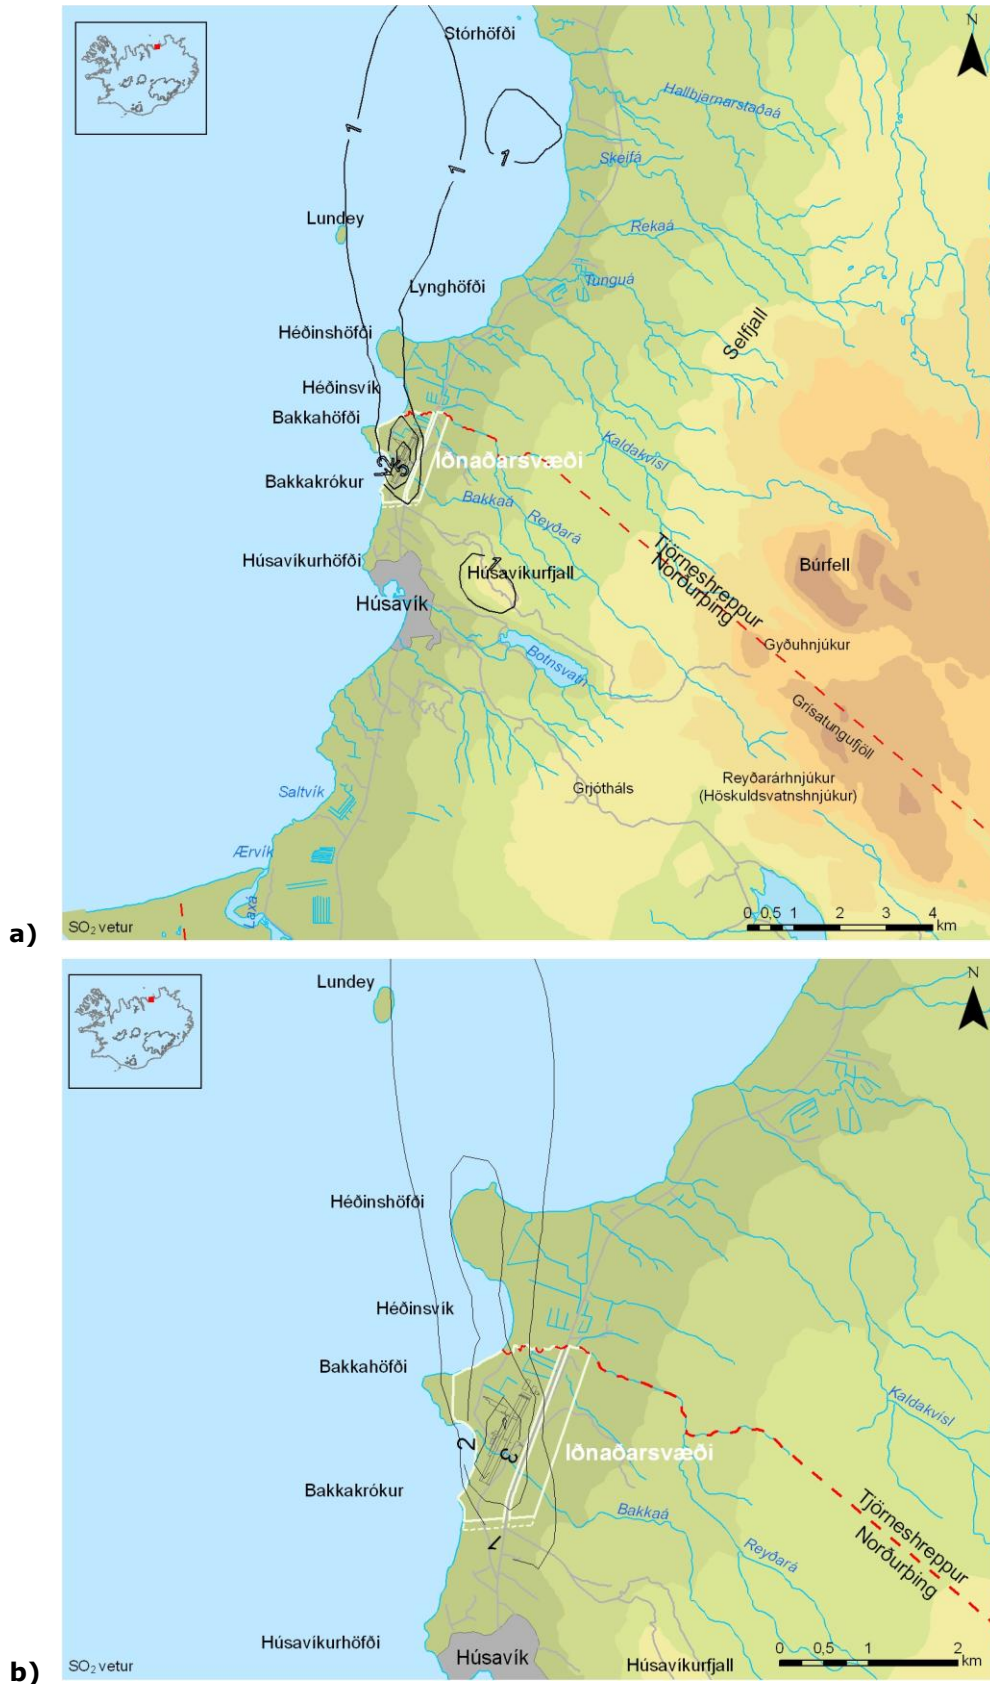 N
Stórhöfði
Hallbjarnarstaðaá
1
1
1
Skeifá
Lundey
Rekaá
Tunguá
Lynghöfði
Héðinshöfði
Selfjall
Héðinsvík
Bakkahöfði
Kaldakvísl
Iðnaðarsvæði
Bakkakrókur
Bakkaá
Reyðará
Húsavíkurhöfði
1
Húsavíkurfjall
Tjörneshreppur
Norðurþing
Búrfell
Húsavík
Gyðuhnjúkur
Botnsvatn
Grísatungufjöll
Saltvík
Grjótháls
Reyðarárhnjúkur
(Höskuldsvatnshnjúkur)
Ærvík
Laxá
SO₂ vetur
0 0,5 1 2 3 4
km
a)
N
Lundey
Héðinshöfði
Héðinsvík
Bakkahöfði
Kaldakvísl
2
3
Iðnaðarsvæði
Bakkakrókur
Bakkaá
1
Reyðará
Tjörneshreppur
Norðurþing
Húsavíkurhöfði
Húsavík
Húsavíkurfjall
0 0,5 1 2
km
SO₂ vetur
b)